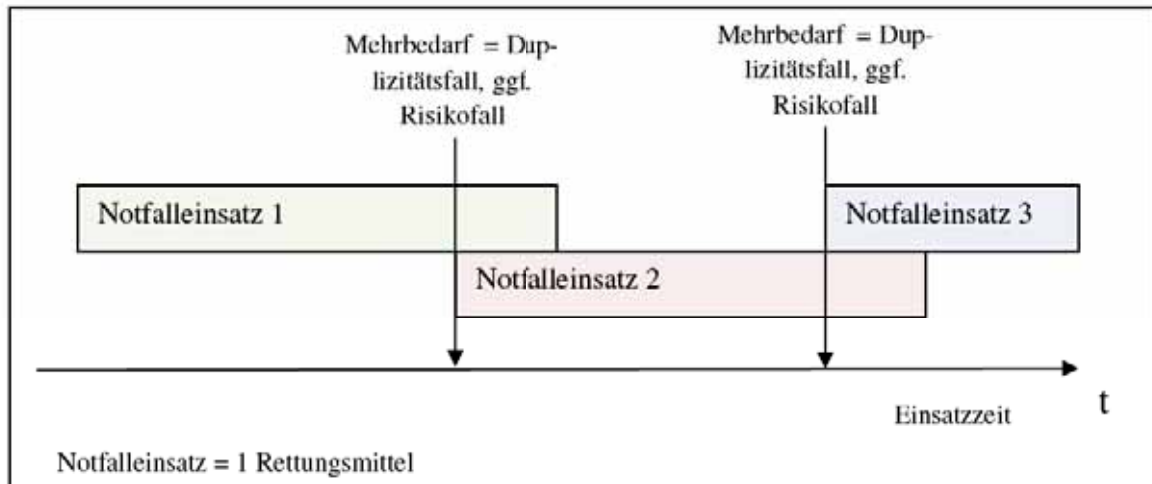 Mehrbedarf = Dup-
lizitätsfall, ggf.
Risikofall
Mehrbedarf = Dup-
lizitätsfall, ggf.
Risikofall
Notfalleinsatz 1
Notfalleinsatz 3
Notfalleinsatz 2
t
Einsatzzeit
Notfalleinsatz = 1 Rettungsmittel